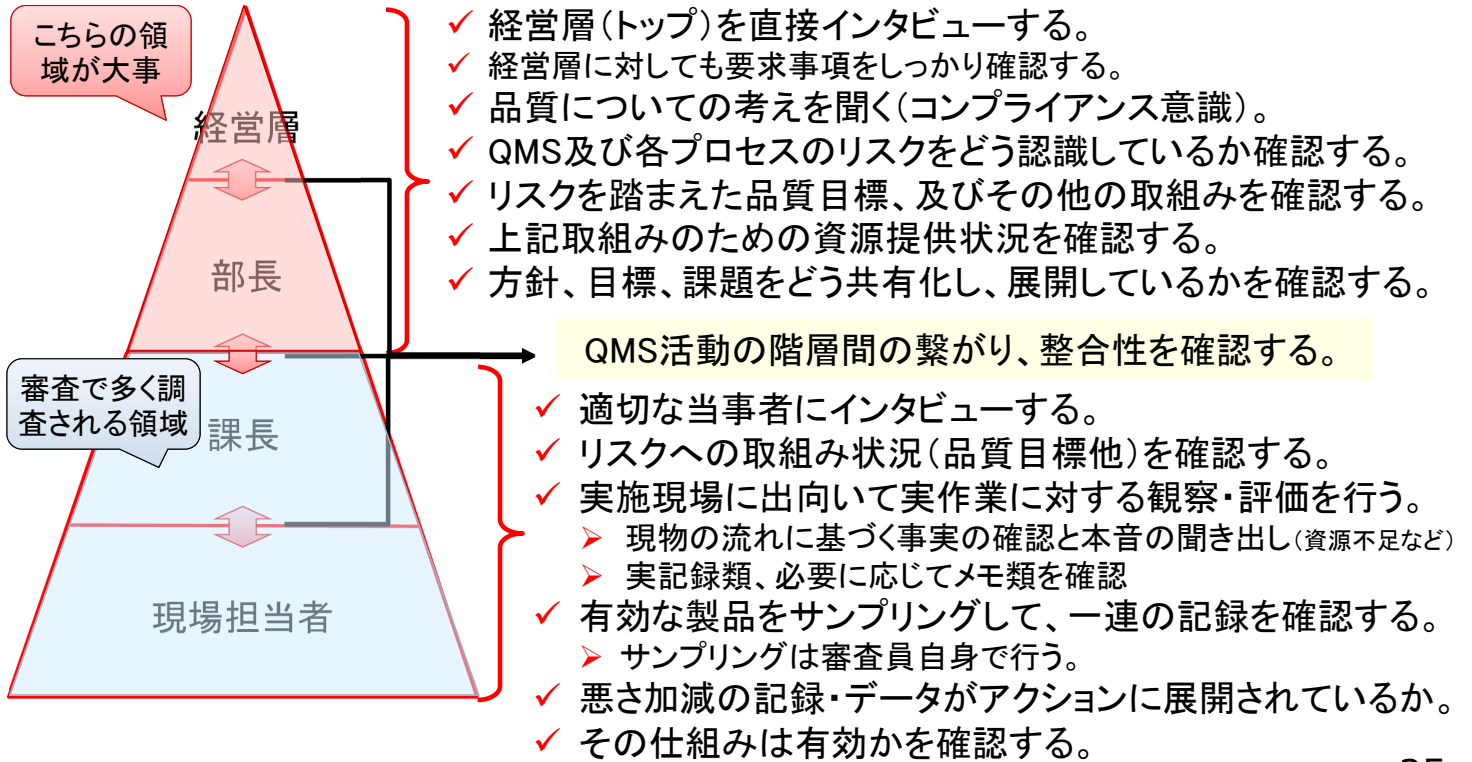 こちらの領
域が大事
経営層
部長
審査で多く調
査される領域
課長
現場担当者
✓ 経営層(トップ)を直接インタビューする。
✓ 経営層に対しても要求事項をしっかり確認する。
✓ 品質についての考えを聞く(コンプライアンス意識)。
✓ QMS及び各プロセスのリスクをどう認識しているか確認する。
✓ リスクを踏まえた品質目標、及びその他の取組みを確認する。
✓ 上記取組みのための資源提供状況を確認する。
✓ 方針、目標、課題をどう共有化し、展開しているかを確認する。
QMS活動の階層間の繋がり、整合性を確認する。
✓ 適切な当事者にインタビューする。
✓ リスクへの取組み状況(品質目標他)を確認する。
✓ 実施現場に出向いて実作業に対する観察・評価を行う。
➢ 現物の流れに基づく事実の確認と本音の聞き出し(資源不足など)
➢ 実記録類、必要に応じてメモ類を確認
✓ 有効な製品をサンプリングして、一連の記録を確認する。
➢ サンプリングは審査員自身で行う。
✓ 悪さ加減の記録・データがアクションに展開されているか。
✓ その仕組みは有効かを確認する。